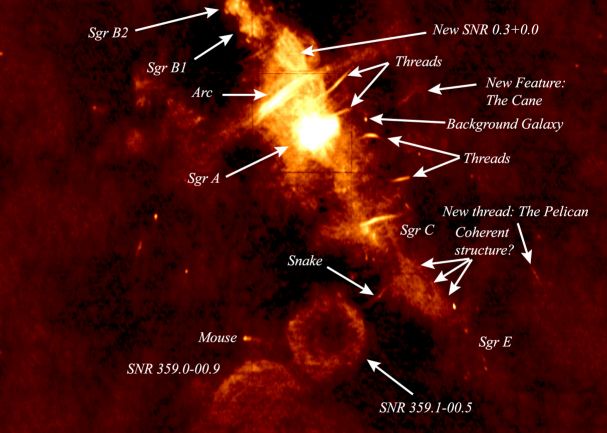 Sgr B2
New SNR 0.3+0.0
Sgr B1
Threads
Arc
New Feature:
The Cane
Background Galaxy
Threads
Sgr A
New thread: The Pelican
Sgr C
Coherent
structure?
Snake
Mouse
Sgr E
SNR 359.0-00.9
SNR 359.1-00.5